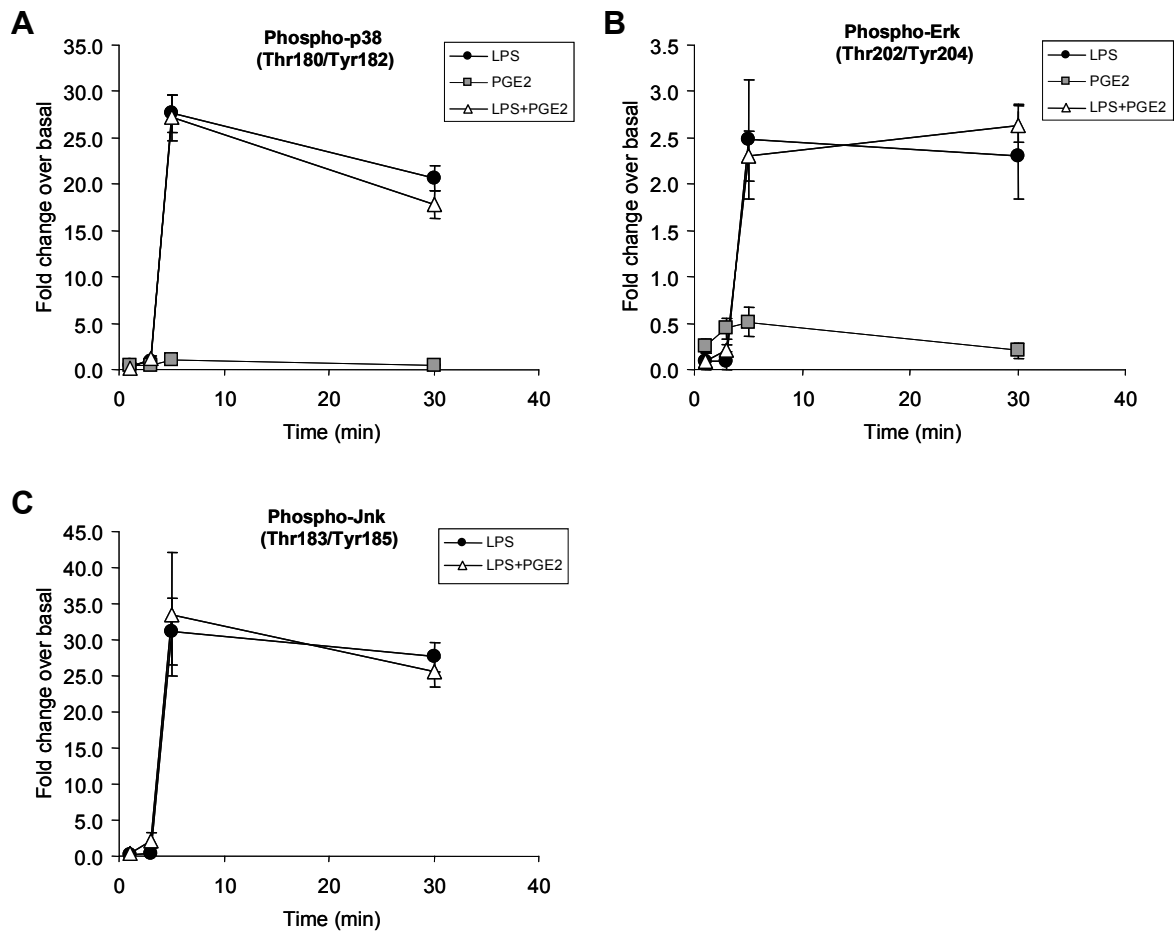 A
Phospho-p38
(Thr180/Tyr182)
LPS
PGE2
LPS+PGE2
Fold change over basal
35.0
30.0
25.0
20.0
15.0
10.0
5.0
0.0
0 10 20 30 40
Time (min)
B
Phospho-Erk
(Thr202/Tyr204)
LPS
PGE2
LPS+PGE2
Fold change over basal
3.5
3.0
2.5
2.0
1.5
1.0
0.5
0.0
0 10 20 30 40
Time (min)
C
Phospho-Jnk
(Thr183/Tyr185)
LPS
LPS+PGE2
Fold change over basal
45.0
40.0
35.0
30.0
25.0
20.0
15.0
10.0
5.0
0.0
0 10 20 30 40
Time (min)